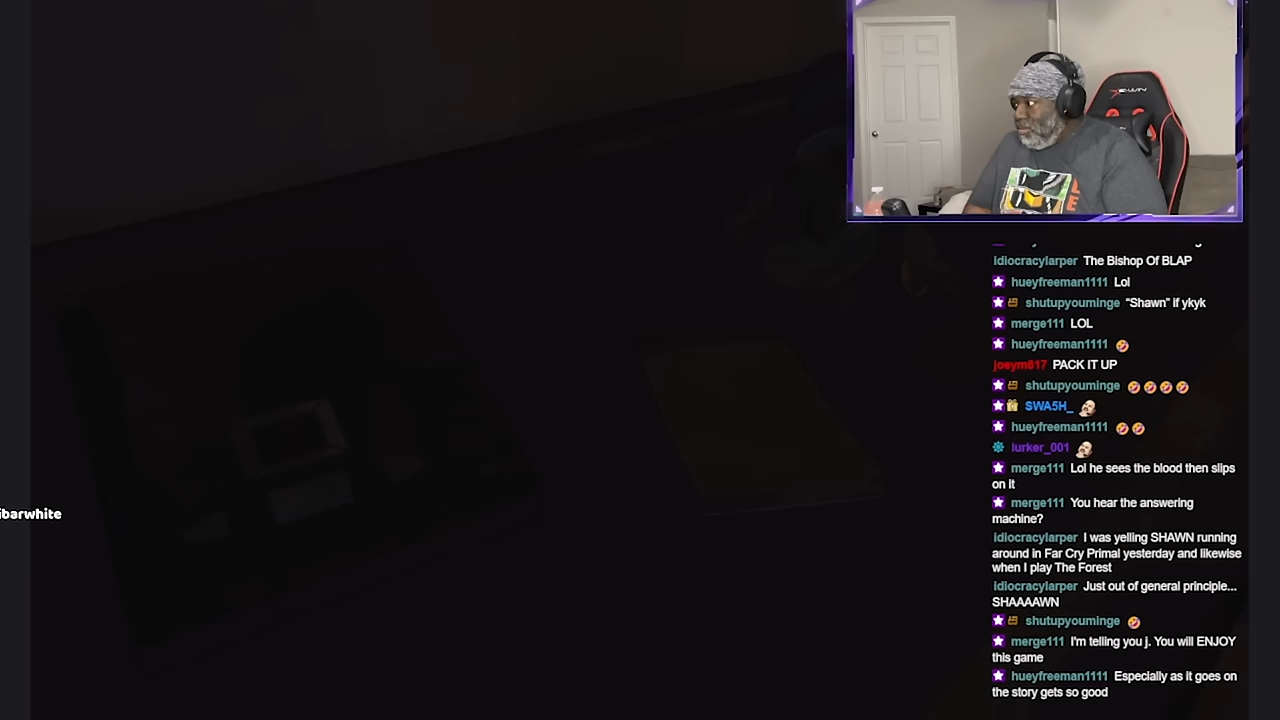 idiocracylarper The Bishop Of BLAP
hueyfreeman1111 Lol
shutupyouminge “Shawn” if ykyk
merge111 LOL
hueyfreeman1111
joeym617 PACK IT UP
shutupyouminge
SWA5H_
hueyfreeman1111
lurker_001
merge111 Lol he sees the blood then slips
on it
merge111 You hear the answering
machine?
ibarwhite
idiocracylarper I was yelling SHAWN running
around in Far Cry Primal yesterday and likewise
when I play The Forest
idiocracylarper Just out of general principle...
SHAAAAWN
shutupyouminge
merge111 I'm telling you j. You will ENJOY
this game
hueyfreeman1111 Especially as it goes on
the story gets so good